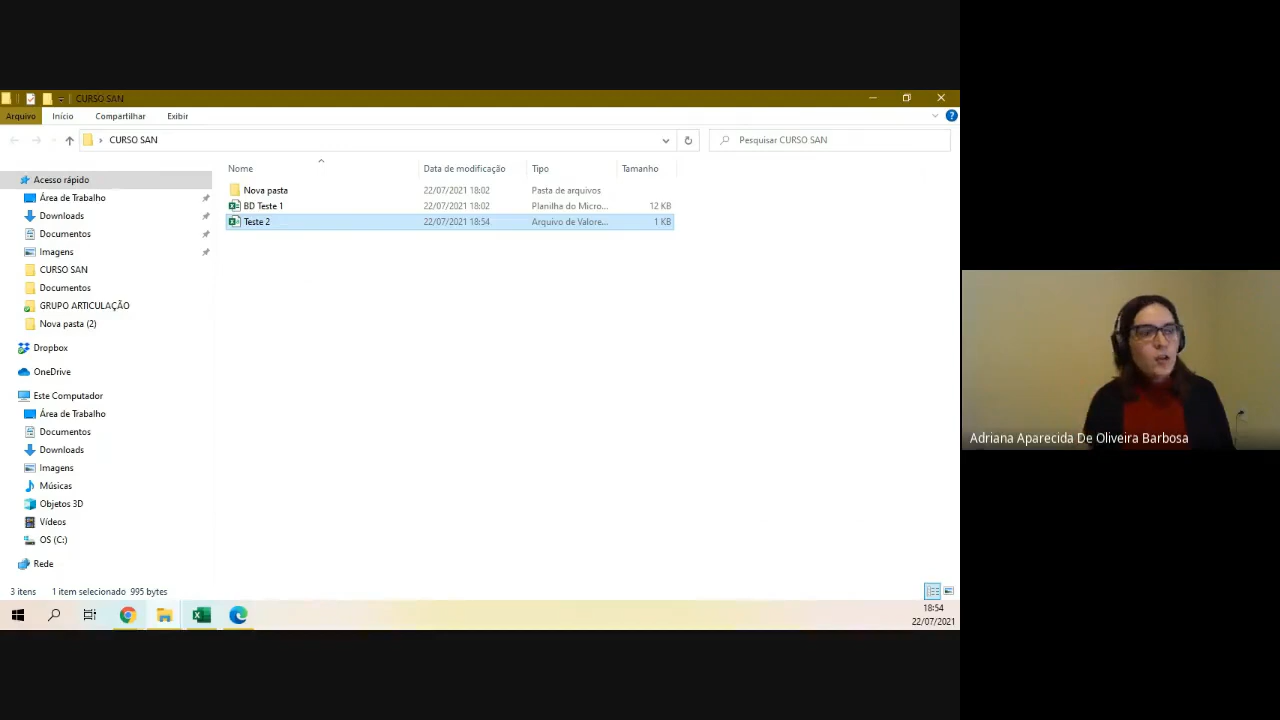 CURSO SAN
Arquivo Início Compartilhar Exibir
CURSO SAN
Pesquisar CURSO SAN
Nome Data de modificação Tipo Tamanho
Nova pasta 22/07/2021 18:02 Pasta de arquivos
BD Teste 1 22/07/2021 18:02 Planilha do Micro... 12 KB
Teste 2 22/07/2021 18:54 Arquivo de Valore... 1 KB
Acesso rápido
Área de Trabalho
Downloads
Documentos
Imagens
CURSO SAN
Documentos
GRUPO ARTICULAÇÃO
Nova pasta (2)
Dropbox
OneDrive
Este Computador
Área de Trabalho
Documentos
Downloads
Imagens
Músicas
Objetos 3D
Vídeos
OS (C:)
Rede
3 itens 1 item selecionado 995 bytes
18:54
22/07/2021
Adriana Aparecida De Oliveira Barbosa